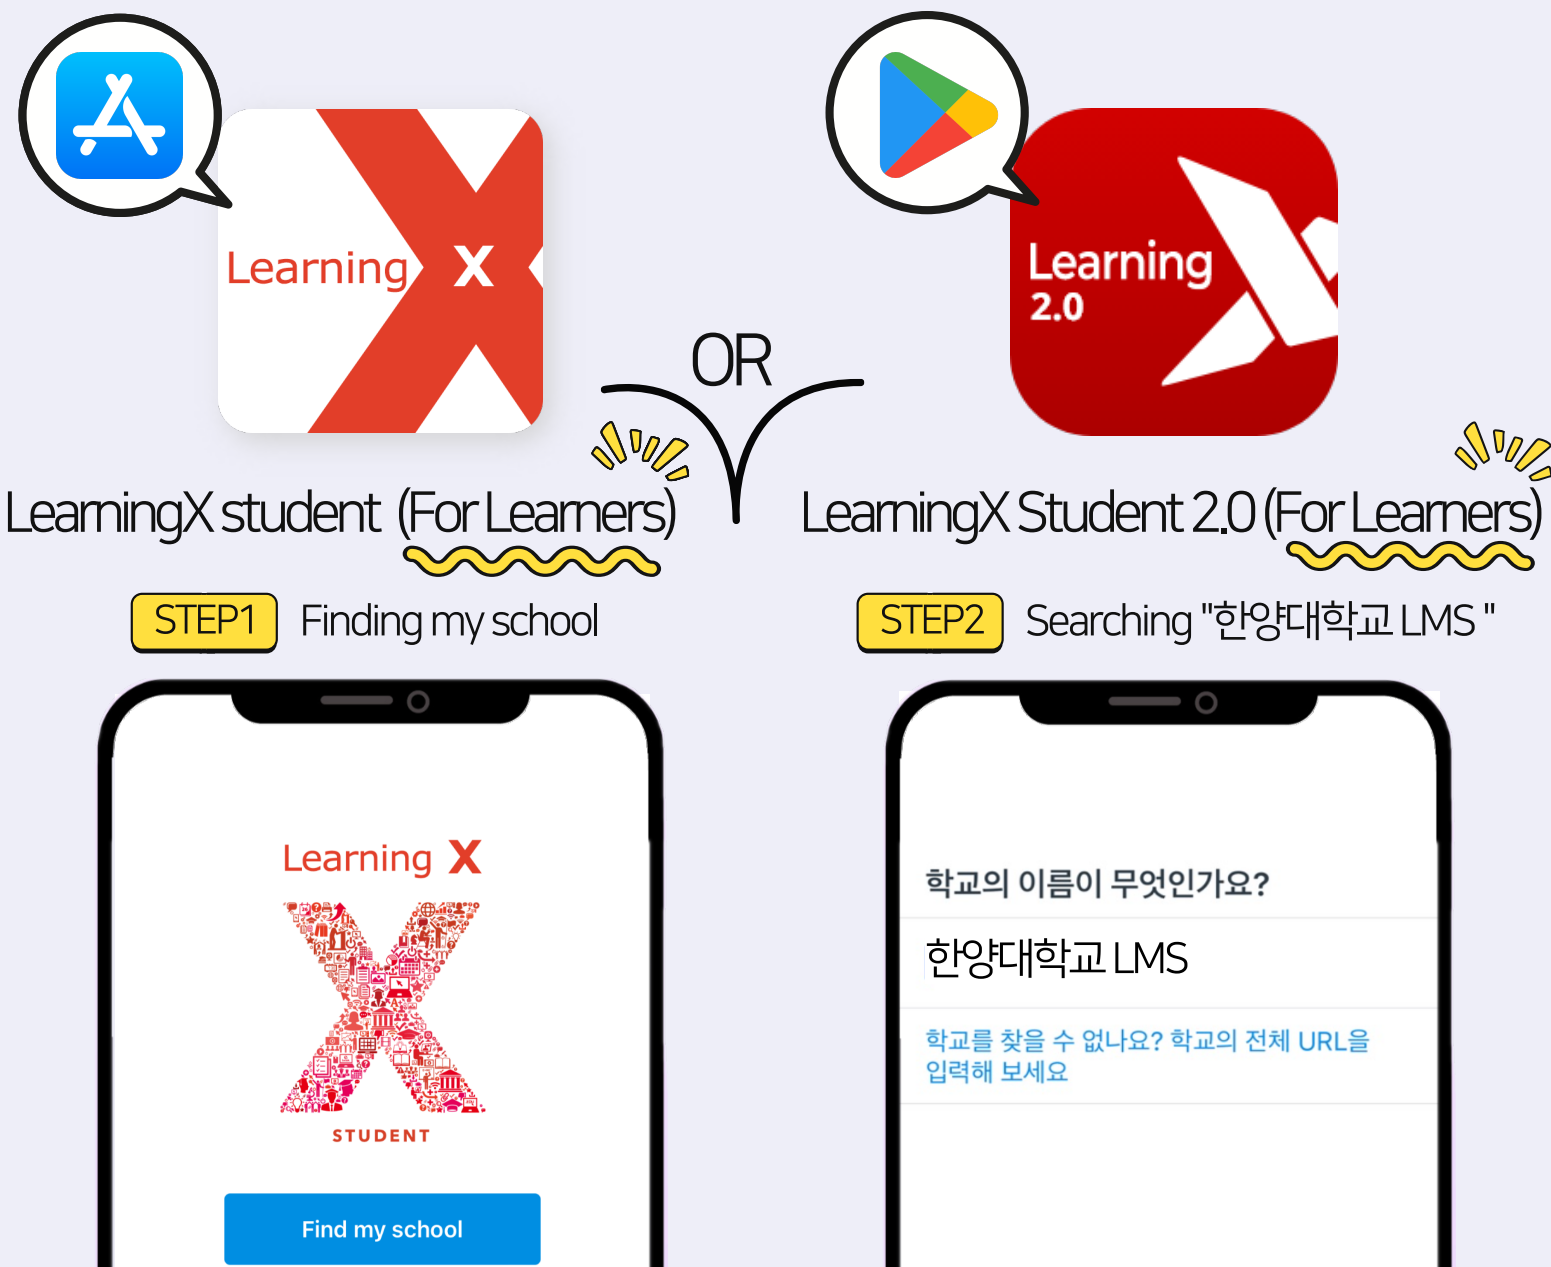 Learning X
Learning
2.0
OR
LearningX student (For Learners)
LearningX Student 2.0 (For Learners)
STEP1 Finding my school
STEP2 Searching "한양대학교 LMS "
Learning X
STUDENT
Find my school
학교의 이름이 무엇인가요?
한양대학교 LMS
학교를 찾을 수 없나요? 학교의 전체 URL을
입력해 보세요